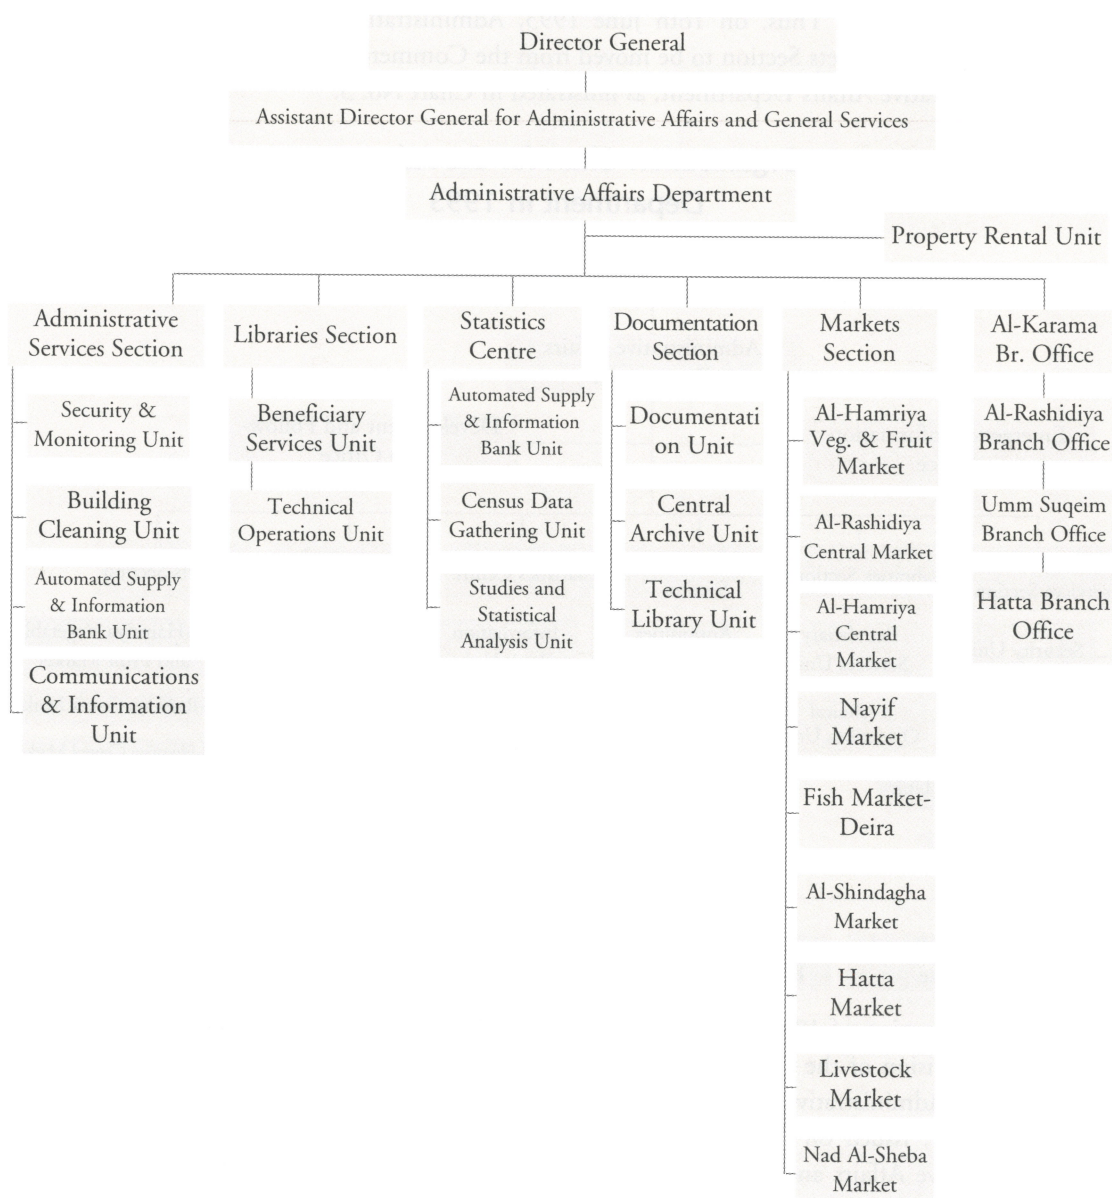 Director General
Assistant Director General for Administrative Affairs and General Services
Administrative Affairs Department
Property Rental Unit
Administrative
Services Section
Security &
Monitoring Unit
Building
Cleaning Unit
Automated Supply
& Information
Bank Unit
Communications
& Information
Unit
Libraries Section
Beneficiary
Services Unit
Technical
Operations Unit
Statistics
Centre
Automated Supply
& Information
Bank Unit
Census Data
Gathering Unit
Studies and
Statistical
Analysis Unit
Documentation
Section
Documentati
on Unit
Central
Archive Unit
Technical
Library Unit
Markets
Section
Al-Hamriya
Veg. & Fruit
Market
Al-Rashidiya
Central Market
Al-Hamriya
Central
Market
Nayif
Market
Fish Market-
Deira
Al-Shindagha
Market
Hatta
Market
Livestock
Market
Nad Al-Sheba
Market
Al-Karama
Br. Office
Al-Rashidiya
Branch Office
Umm Suqeim
Branch Office
Hatta Branch
Office